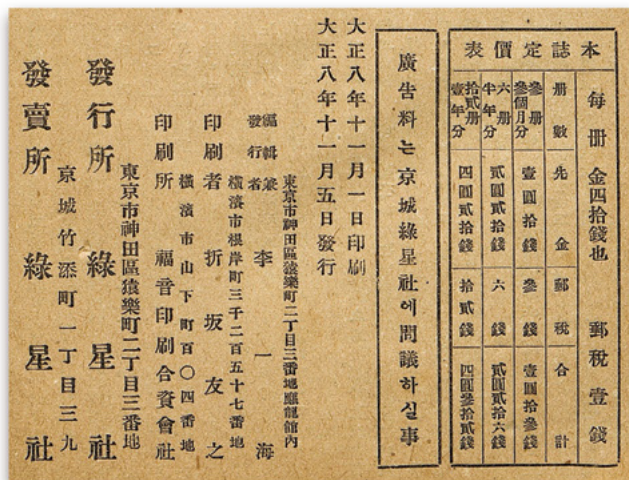 本誌定價表
每冊 金四拾錢也 郵稅壹錢
冊數 先金 郵稅 合計
參冊 參個月分 壹圓拾錢 參錢 壹圓拾參錢
六冊 半年分 貳圓貳拾錢 六錢 貳圓貳拾六錢
拾貳冊 壹年分 四圓貳拾錢 拾貳錢 四圓參拾貳錢
廣告料는 京城綠星社에 問議하실事
大正八年十一月一日印刷
大正八年十一月五日發行
東京市神田區猿樂町二丁目三番地龍館內
編輯兼發行者 李一海
橫濱市根岸町三千二百五十七番地
印刷者 折坂友之
橫濱市山下町百〇四番地
印刷所 福音印刷合資會社
東京市神田區猿樂町二丁目三番地
發行所 綠星社
京城竹添町一丁目三九
發賣所 綠星社